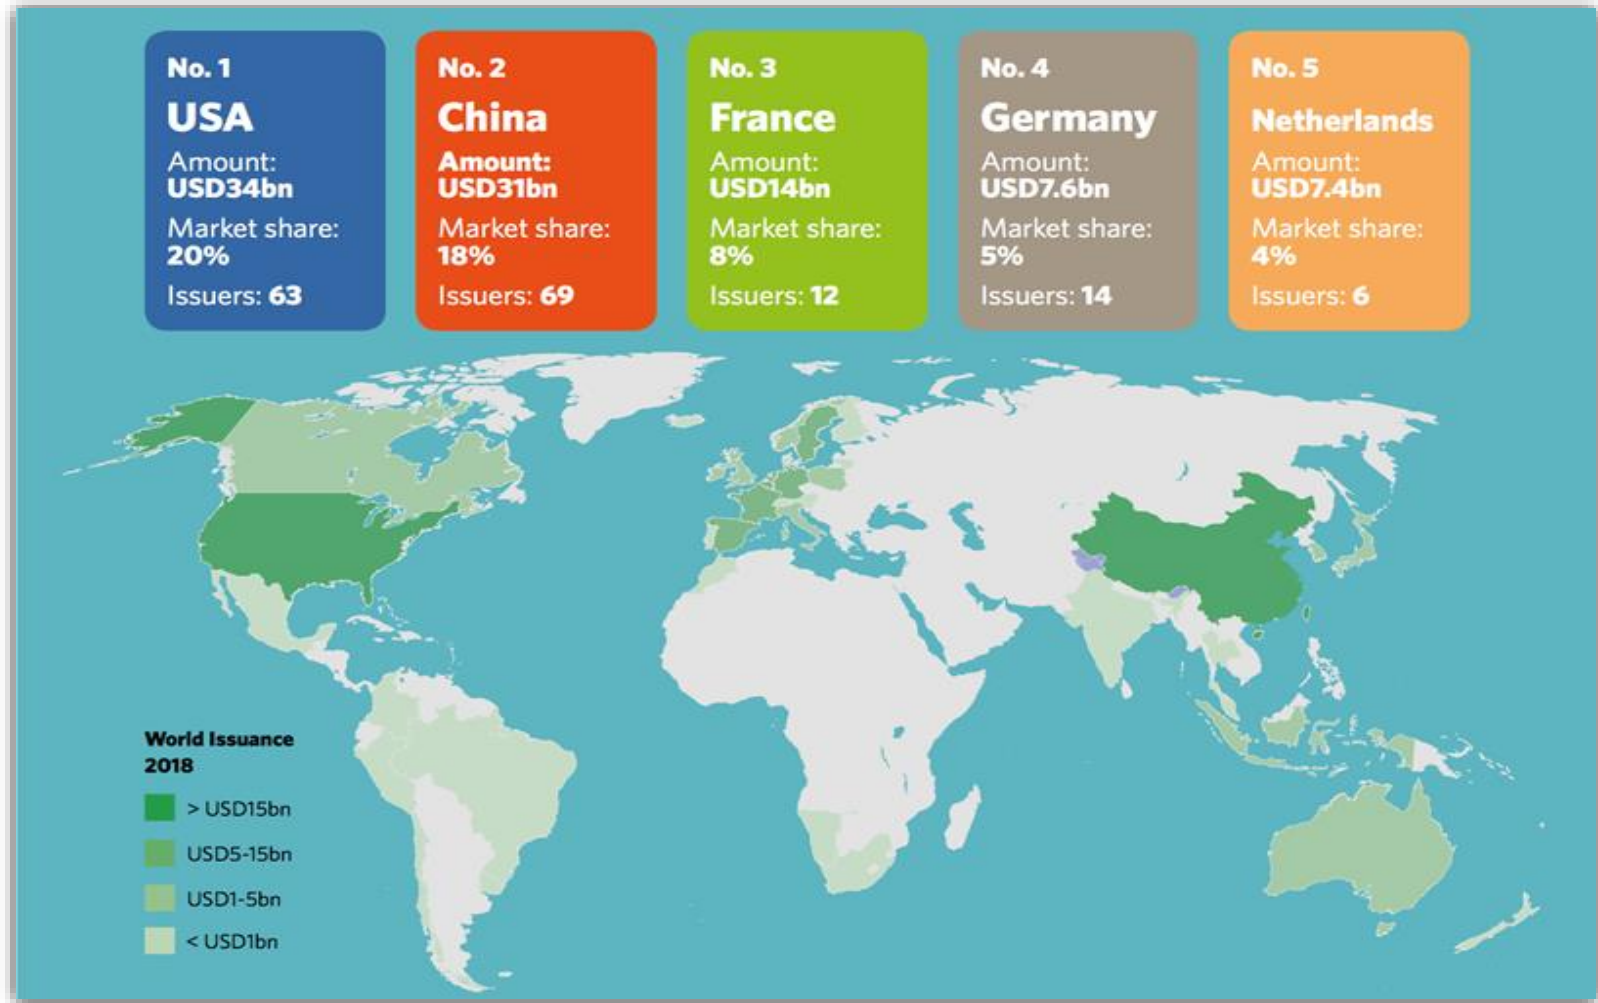 No. 1
USA
Amount:
USD34bn
Market share:
20%
Issuers: 63
No. 2
China
Amount:
USD31bn
Market share:
18%
Issuers: 69
No. 3
France
Amount:
USD14bn
Market share:
8%
Issuers: 12
No. 4
Germany
Amount:
USD7.6bn
Market share:
5%
Issuers: 14
No. 5
Netherlands
Amount:
USD7.4bn
Market share:
4%
Issuers: 6
World Issuance
2018
> USD15bn
USD5-15bn
USD1-5bn
< USD1bn